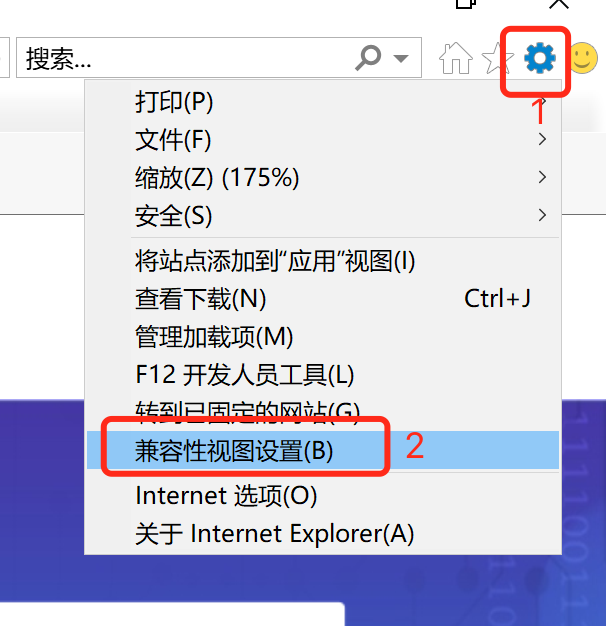 搜索...
1
打印(P)
文件(F)
缩放(Z) (175%)
安全(S)
将站点添加到“应用”视图(I)
查看下载(N) Ctrl+J
管理加载项(M)
F12 开发人员工具(L)
转到已固定的网站(G)
兼容性视图设置(B) 2
Internet 选项(O)
关于 Internet Explorer(A)